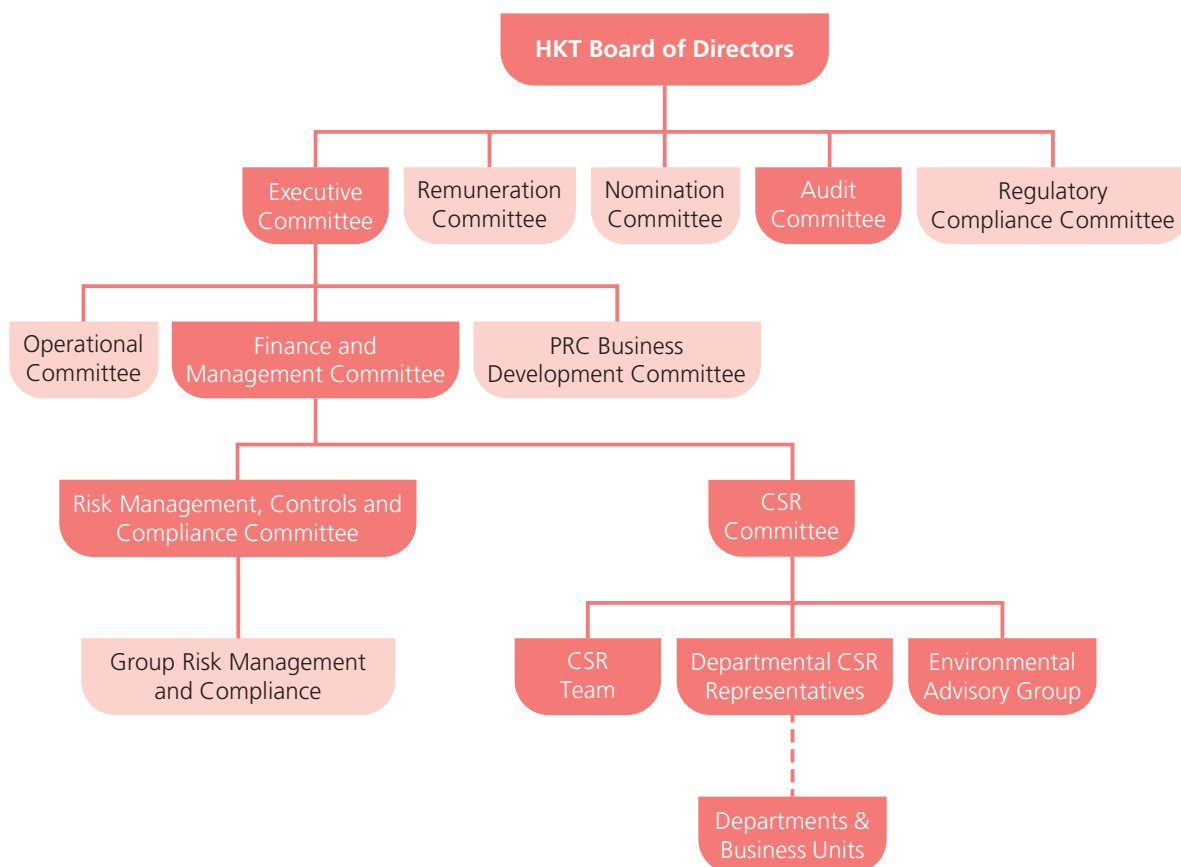 HKT Board of Directors
Executive
Committee
Remuneration
Committee
Nomination
Committee
Audit
Committee
Regulatory
Compliance Committee
Operational
Committee
Finance and
Management Committee
PRC Business
Development Committee
Risk Management, Controls and
Compliance Committee
CSR
Committee
Group Risk Management
and Compliance
CSR
Team
Departmental CSR
Representatives
Environmental
Advisory Group
Departments &
Business Units